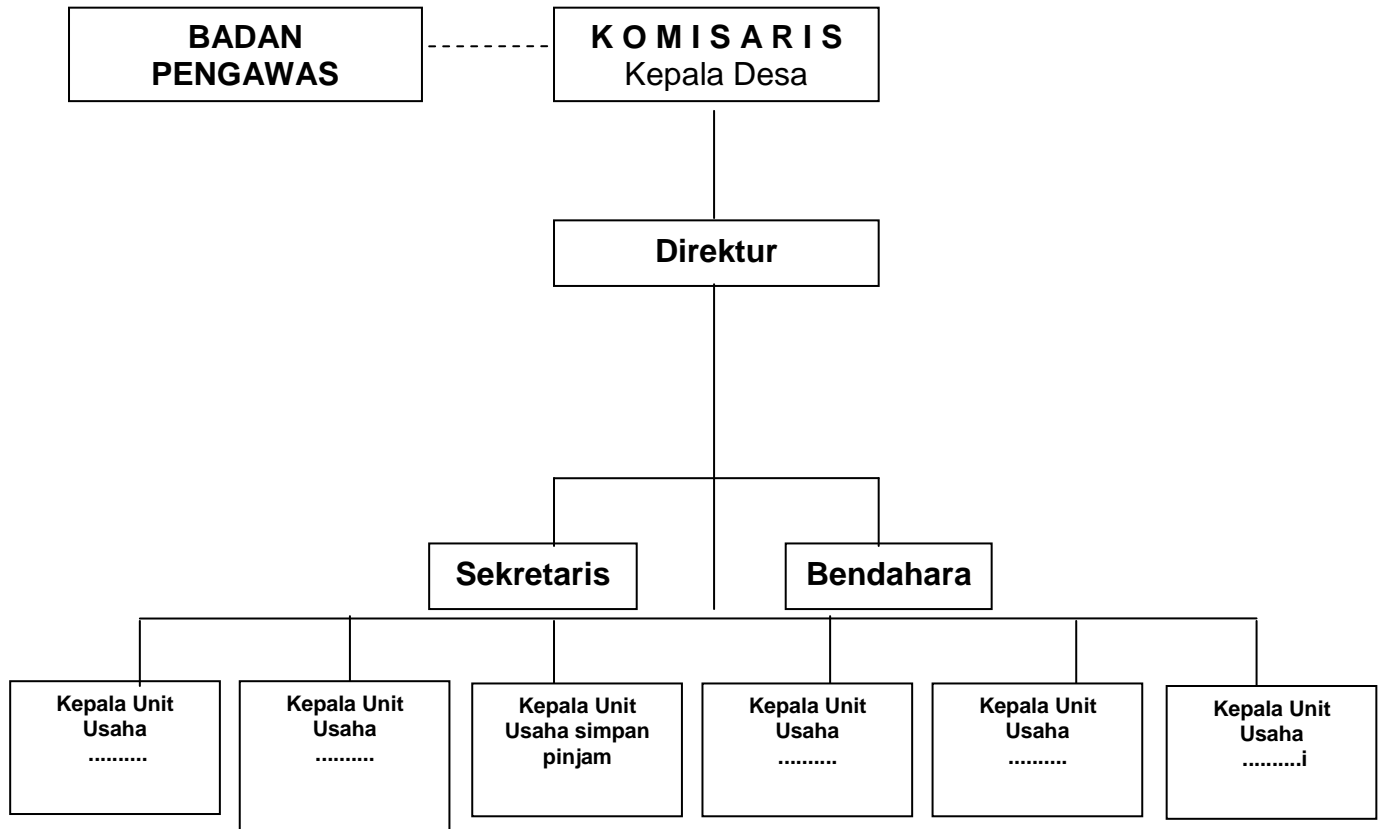 BADAN
PENGAWAS
K O M I S A R I S
Kepala Desa
Direktur
Sekretaris
Bendahara
Kepala Unit
Usaha
..........
Kepala Unit
Usaha
..........
Kepala Unit
Usaha simpan
pinjam
Kepala Unit
Usaha
..........
Kepala Unit
Usaha
..........
Kepala Unit
Usaha
..........i